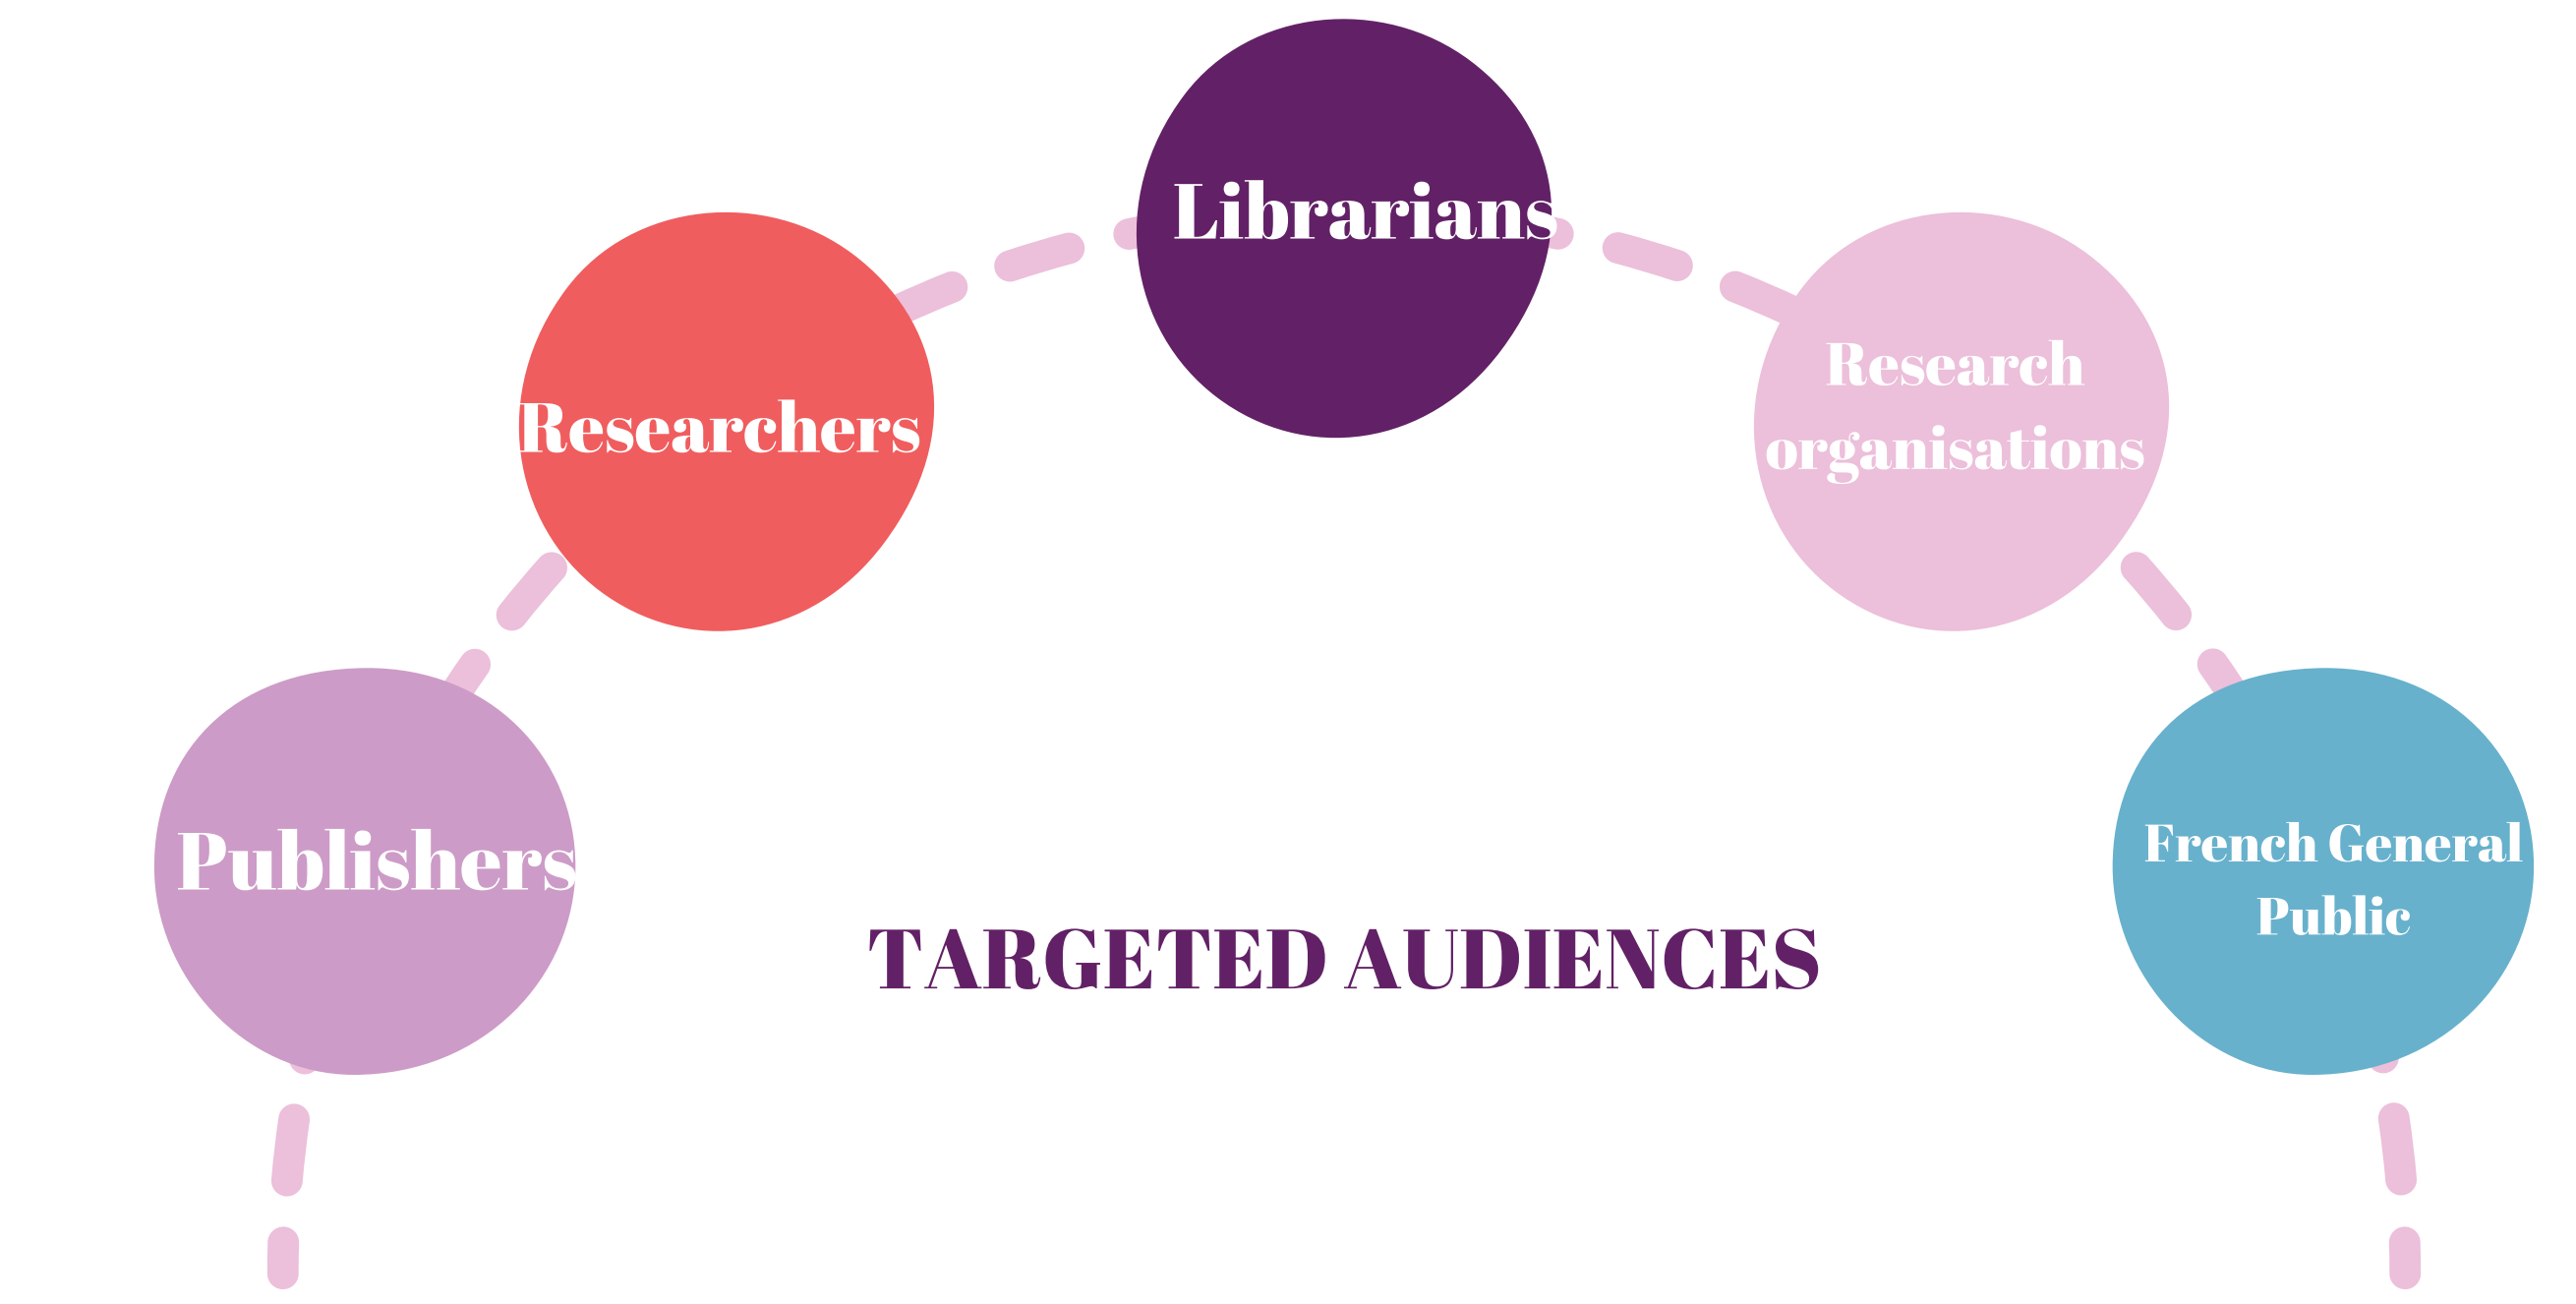 Librarians
Researchers
Research
organisations
Publishers
French General
Public
TARGETED AUDIENCES